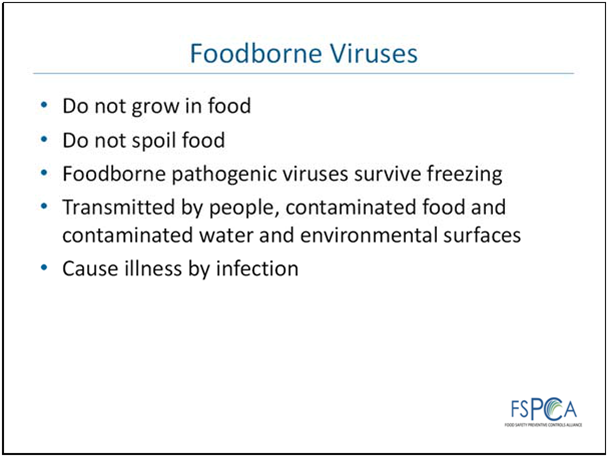 Foodborne Viruses
• Do not grow in food
• Do not spoil food
• Foodborne pathogenic viruses survive freezing
• Transmitted by people, contaminated food and
contaminated water and environmental surfaces
• Cause illness by infection
FSPCA
FOOD SAFETY PREVENTIVE CONTROLS ALLIANCE